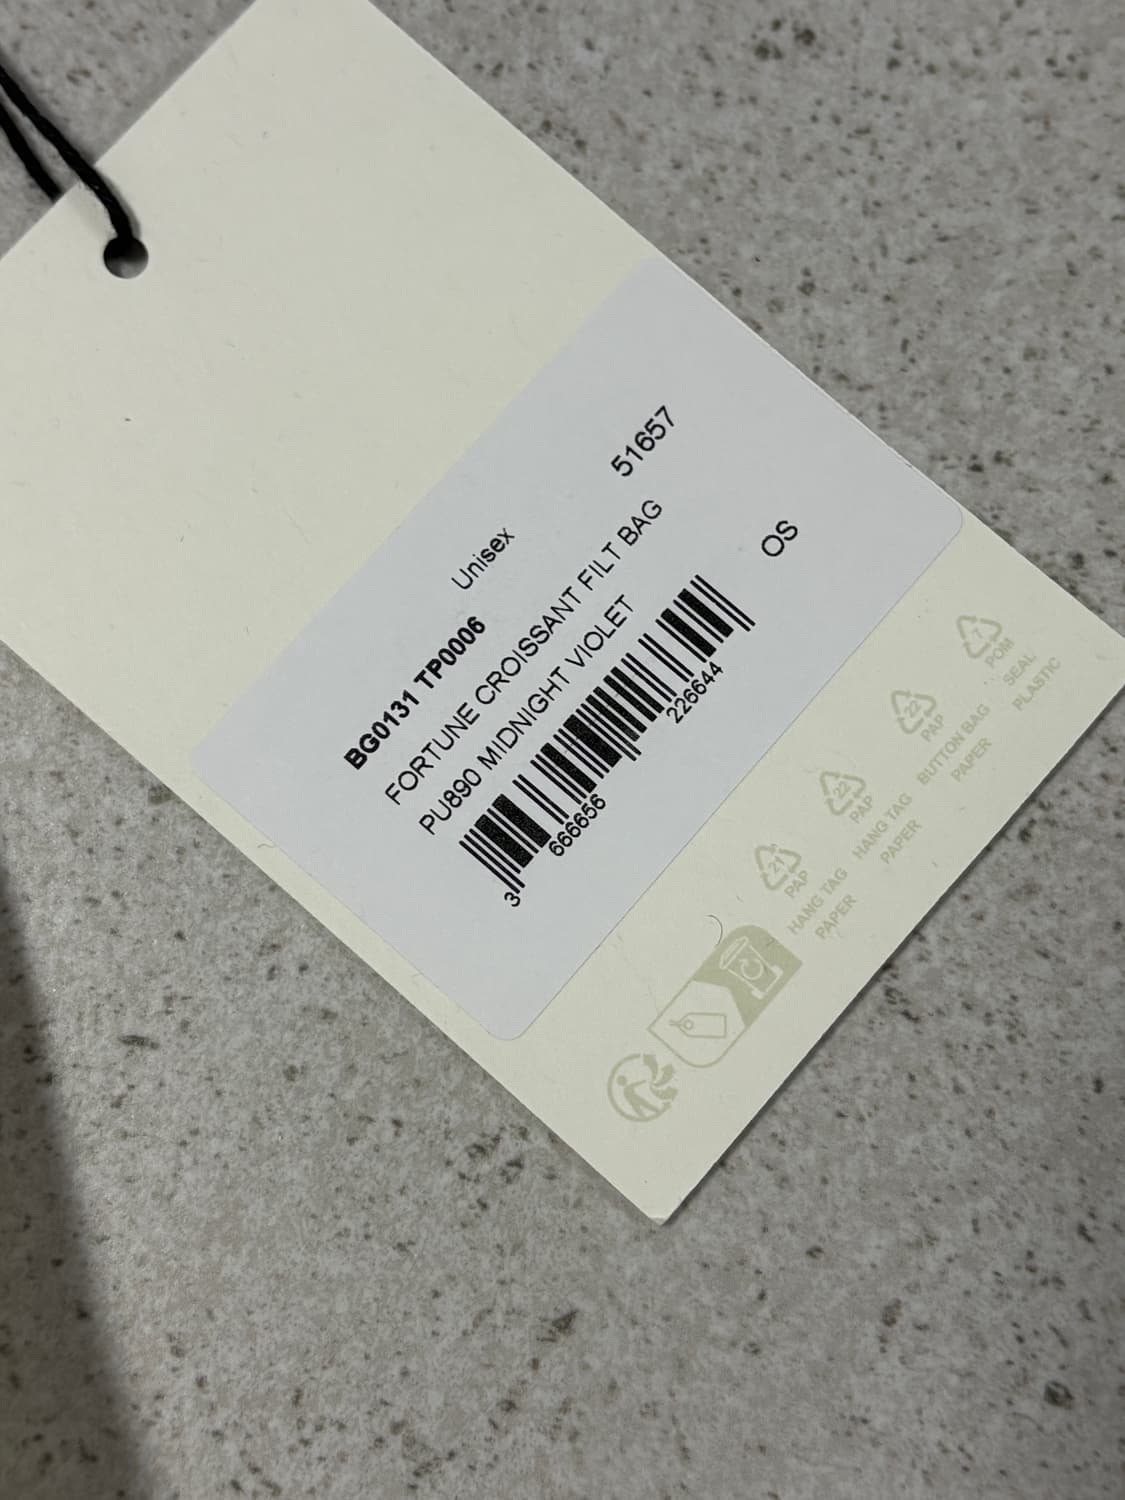 Unisex
51657
BG0131 TP0006
FORTUNE CROISSANT FILT BAG
PU890 MIDNIGHT VIOLET
OS
3 666656 226644
21
PAP
HANG TAG
PAPER
22
PAP
HANG TAG
PAPER
22
PAP
BUTTON BAG
PAPER
7
POM
SEAL
PLASTIC